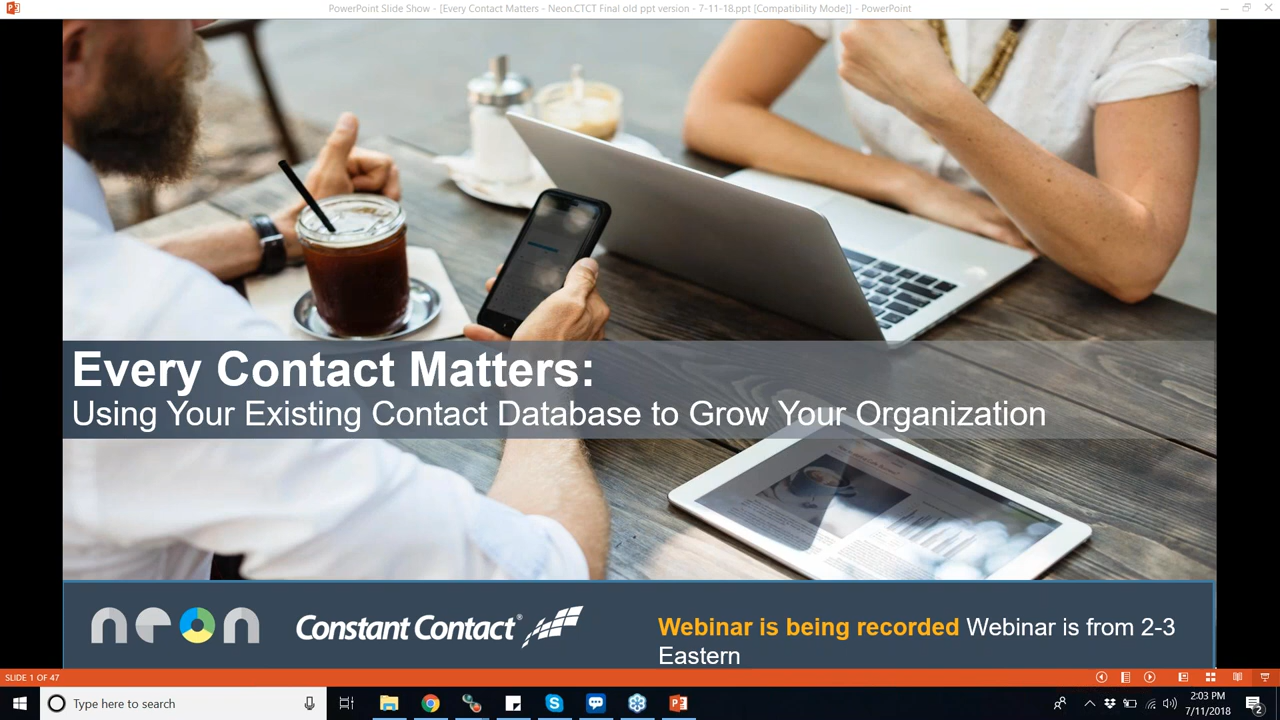 PowerPoint Slide Show - [Every Contact Matters - Neon.CTCT Final old ppt version - 7-11-18.ppt [Compatibility Mode]] - PowerPoint
Every Contact Matters:
Using Your Existing Contact Database to Grow Your Organization
neon
Constant Contact®
Webinar is being recorded Webinar is from 2-3
Eastern
SLIDE 1 OF 47
Type here to search
2:03 PM
7/11/2018
2